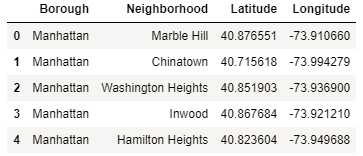 Borough Neighborhood Latitude Longitude
0 Manhattan Marble Hill 40.876551 -73.910660
1 Manhattan Chinatown 40.715618 -73.994279
2 Manhattan Washington Heights 40.851903 -73.936900
3 Manhattan Inwood 40.867684 -73.921210
4 Manhattan Hamilton Heights 40.823604 -73.949688